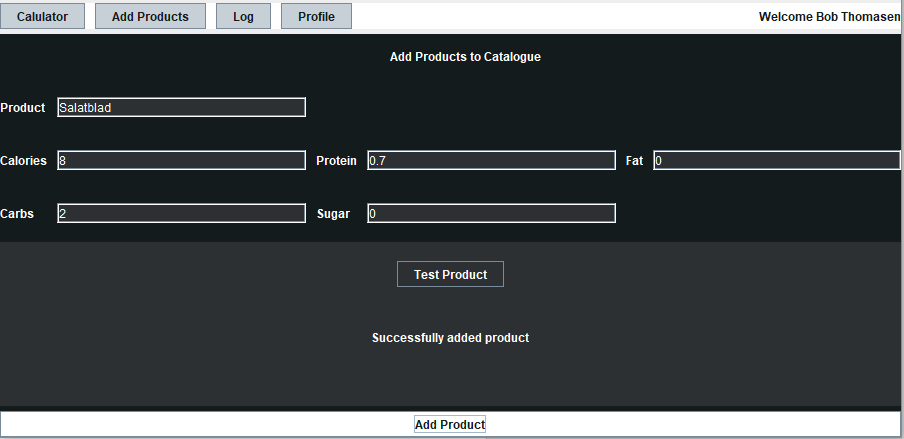 Calulator Add Products Log Profile Welcome Bob Thomasen
Add Products to Catalogue
Product Salatblad
Calories 8 Protein 0.7 Fat 0
Carbs 2 Sugar 0
Test Product
Successfully added product
Add Product